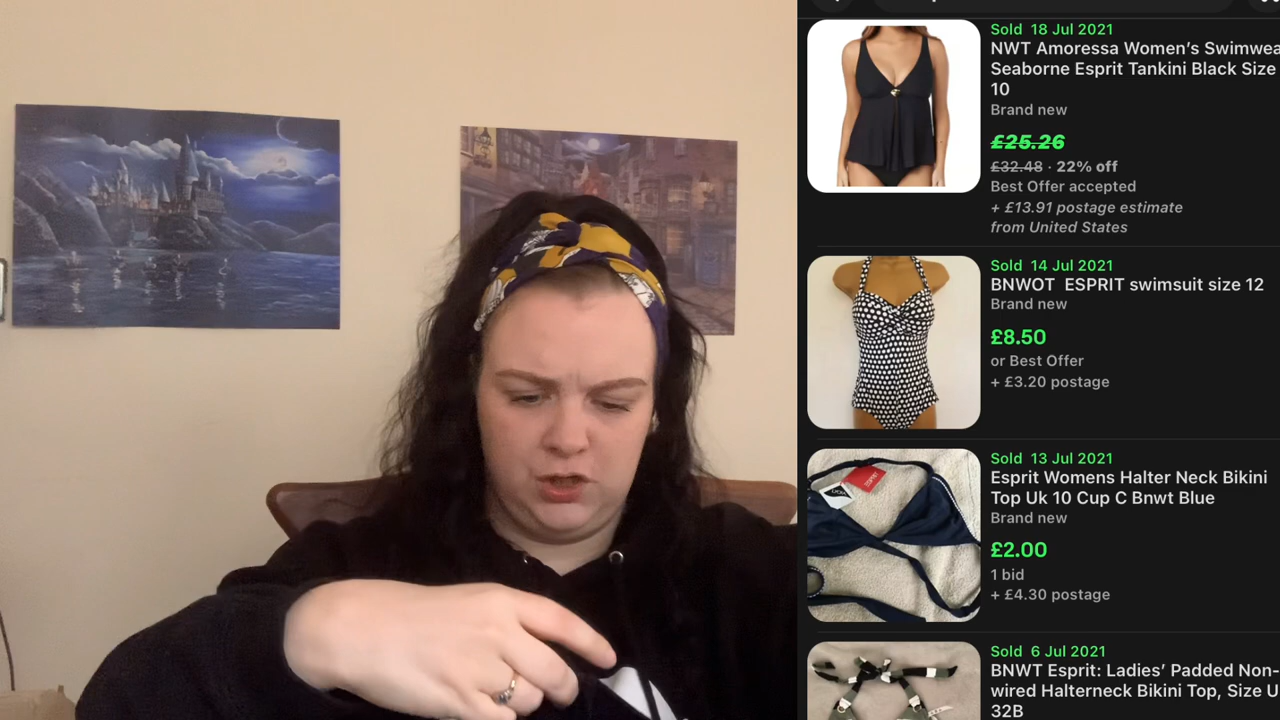 Sold 18 Jul 2021
NWT Amoressa Women's Swimwea
Seaborne Esprit Tankini Black Size
10
Brand new
£25.26
£32.48 · 22% off
Best Offer accepted
+ £13.91 postage estimate
from United States
Sold 14 Jul 2021
BNWOT ESPRIT swimsuit size 12
Brand new
£8.50
or Best Offer
+ £3.20 postage
Sold 13 Jul 2021
Esprit Womens Halter Neck Bikini
Top Uk 10 Cup C Bnwt Blue
Brand new
£2.00
1 bid
+ £4.30 postage
Sold 6 Jul 2021
BNWT Esprit: Ladies' Padded Non-
wired Halterneck Bikini Top, Size U
32B